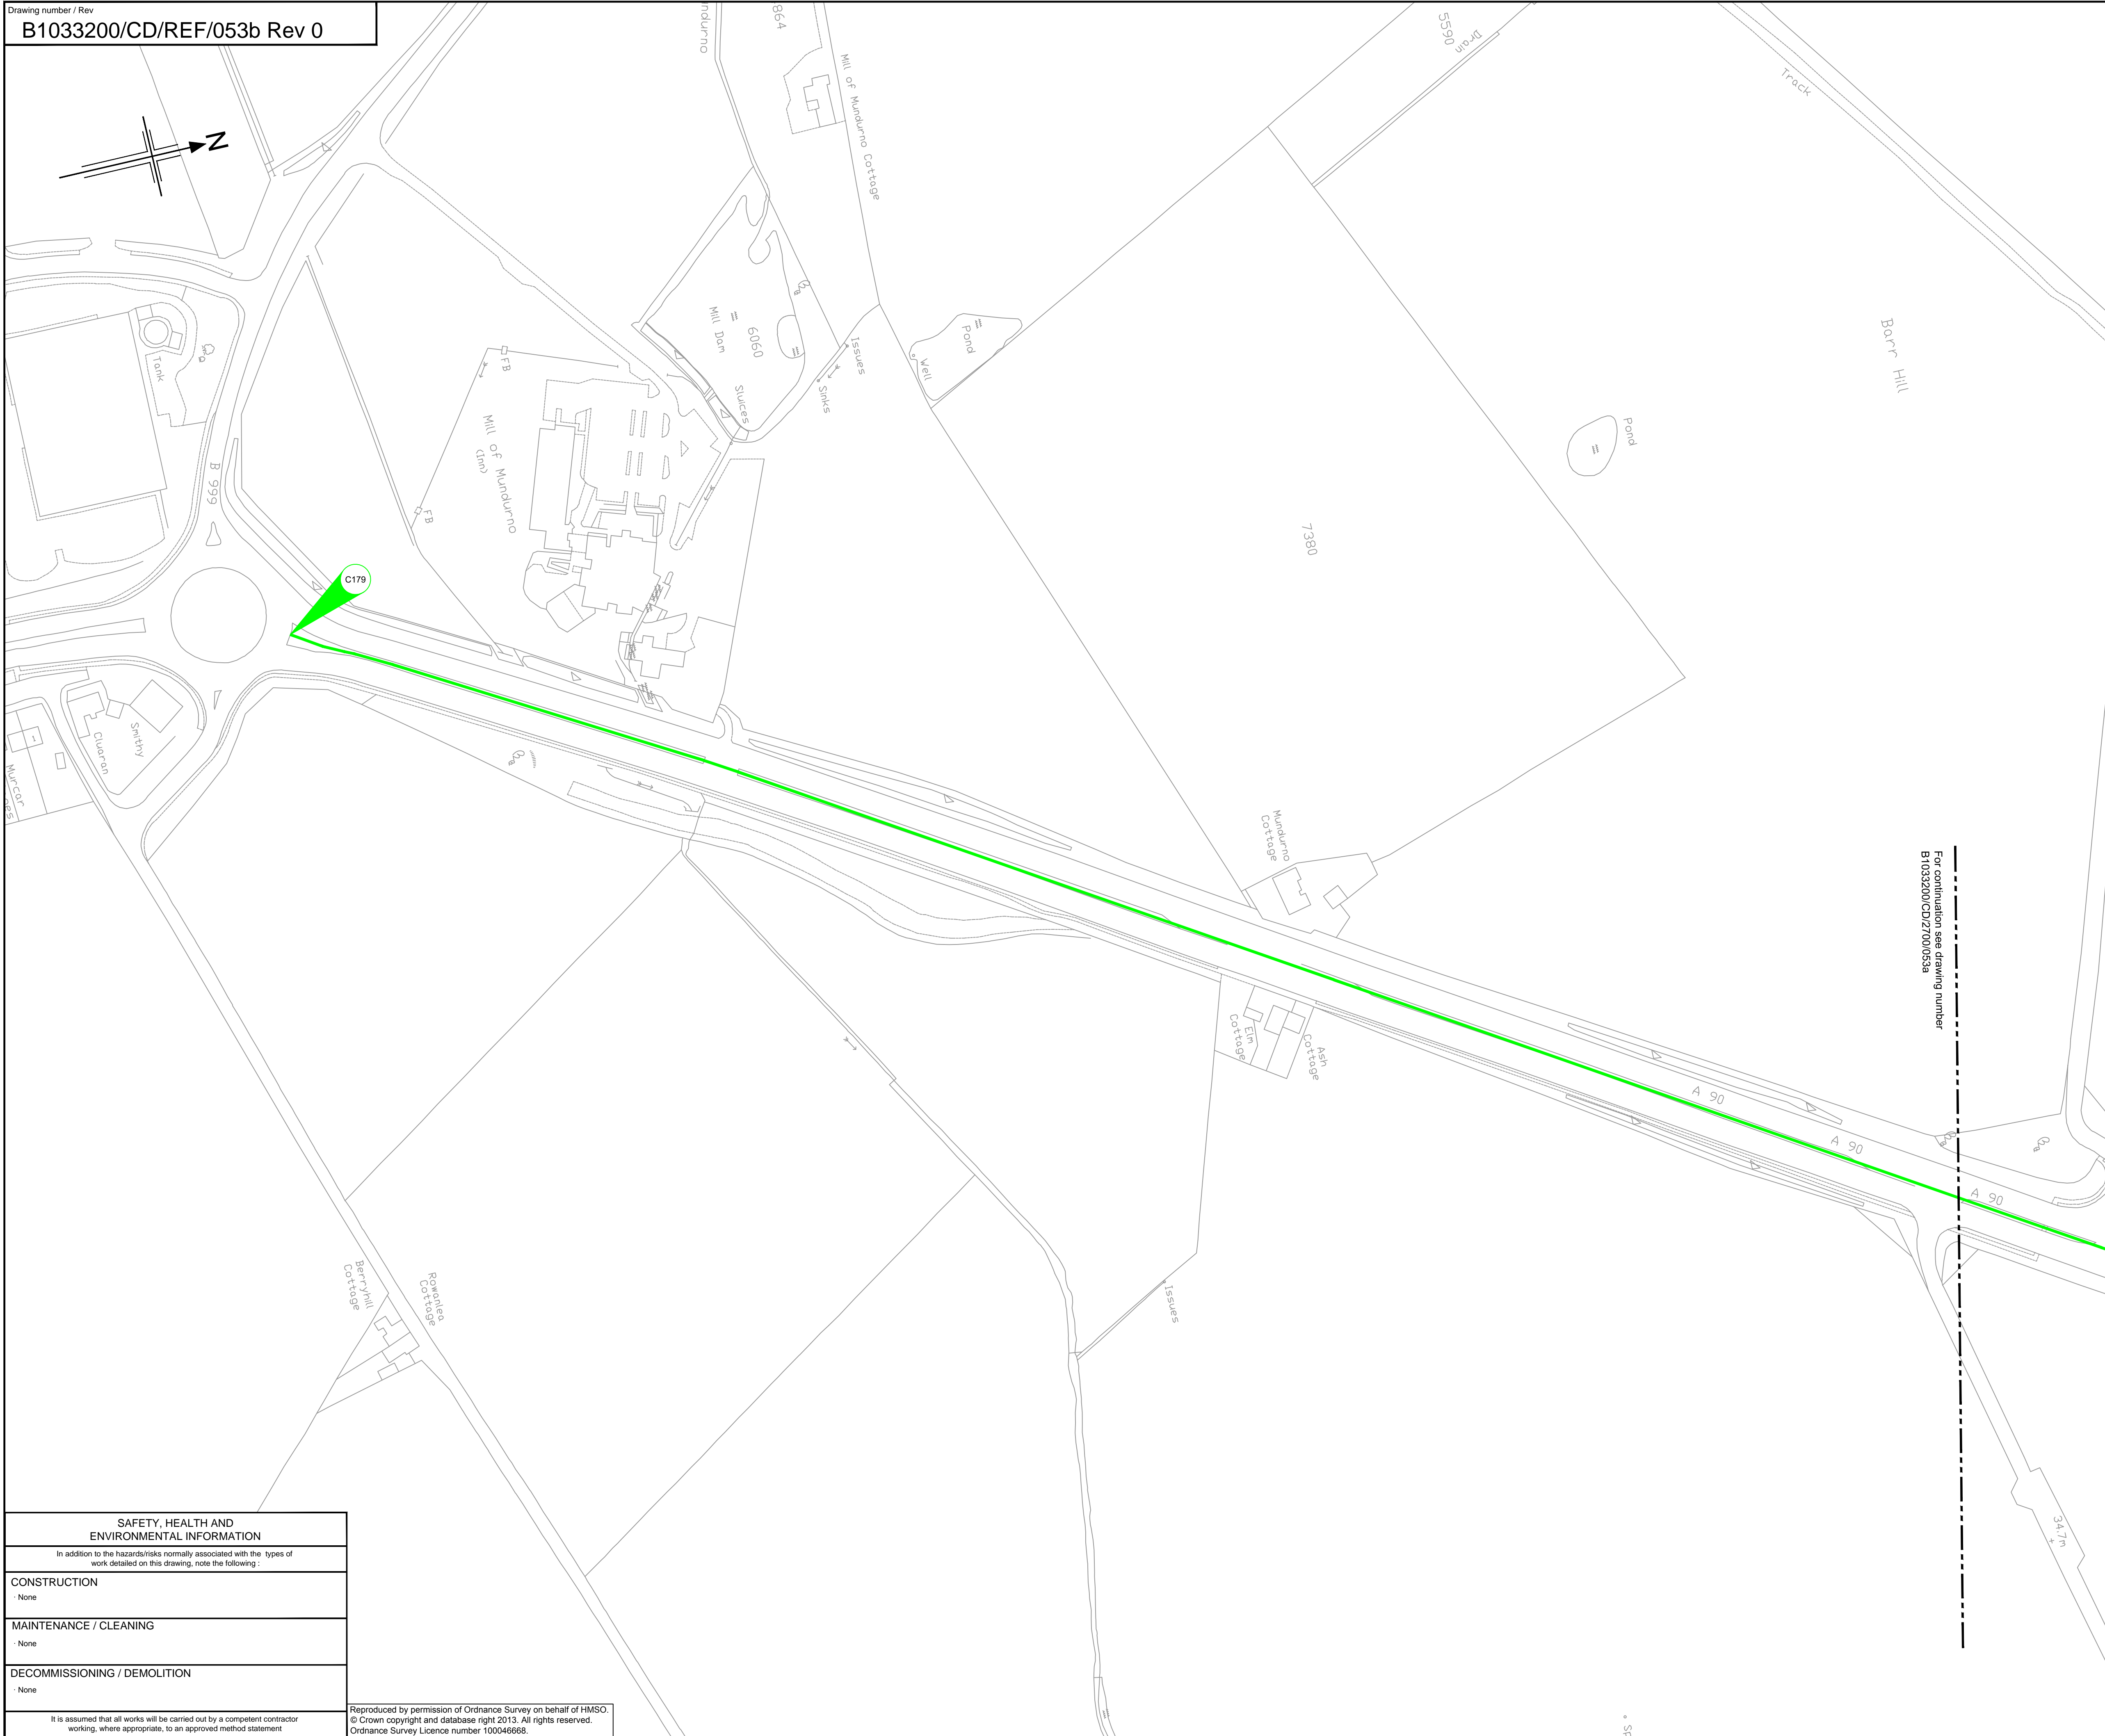 Drawing number / Rev
B1033200/CD/REF/053b Rev 0
N
864
Mill of Mundurno Cottage
5590
Drain
Track
Barr Hill
Pond
Pond
Well
Issues
Sinks
Mill Dam
6060
Sluices
Tank
FB
FB
Mill of Mundurno
(Inn)
B 999
7380
C179
Smithy
Cluaran
1
Murcar
Mundurno
Cottage
Elm
Cottage
Ash
Cottage
For continuation see drawing number
B1033200/CD/2700/053a
A 90
A 90
A 90
Berryhill
Cottage
Rowanlea
Cottage
Issues
34.7m
SAFETY, HEALTH AND
ENVIRONMENTAL INFORMATION
In addition to the hazards/risks normally associated with the types of
work detailed on this drawing, note the following :
CONSTRUCTION
· None
MAINTENANCE / CLEANING
· None
DECOMMISSIONING / DEMOLITION
· None
It is assumed that all works will be carried out by a competent contractor
working, where appropriate, to an approved method statement
Reproduced by permission of Ordnance Survey on behalf of HMSO.
© Crown copyright and database right 2013. All rights reserved.
Ordnance Survey Licence number 100046668.